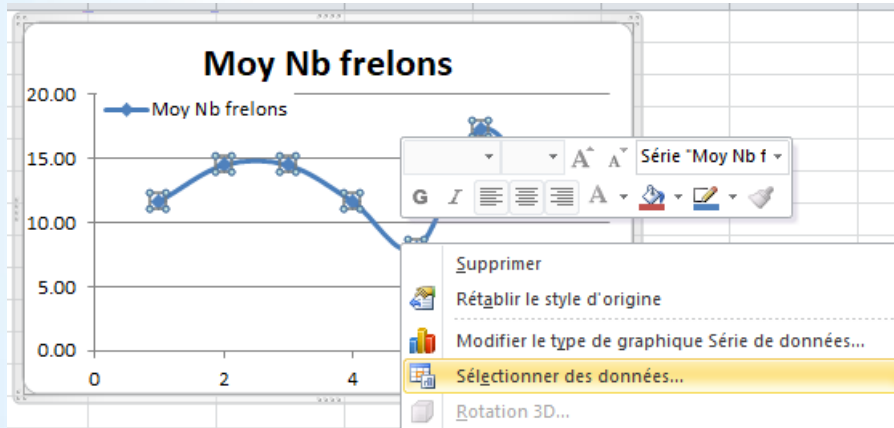 Moy Nb frelons
20.00
Moy Nb frelons
15.00
10.00
5.00
0.00
0 2 4
A A Série "Moy Nb f
G I A
Supprimer
Rétablir le style d'origine
Modifier le type de graphique Série de données...
Sélectionner des données...
Rotation 3D...